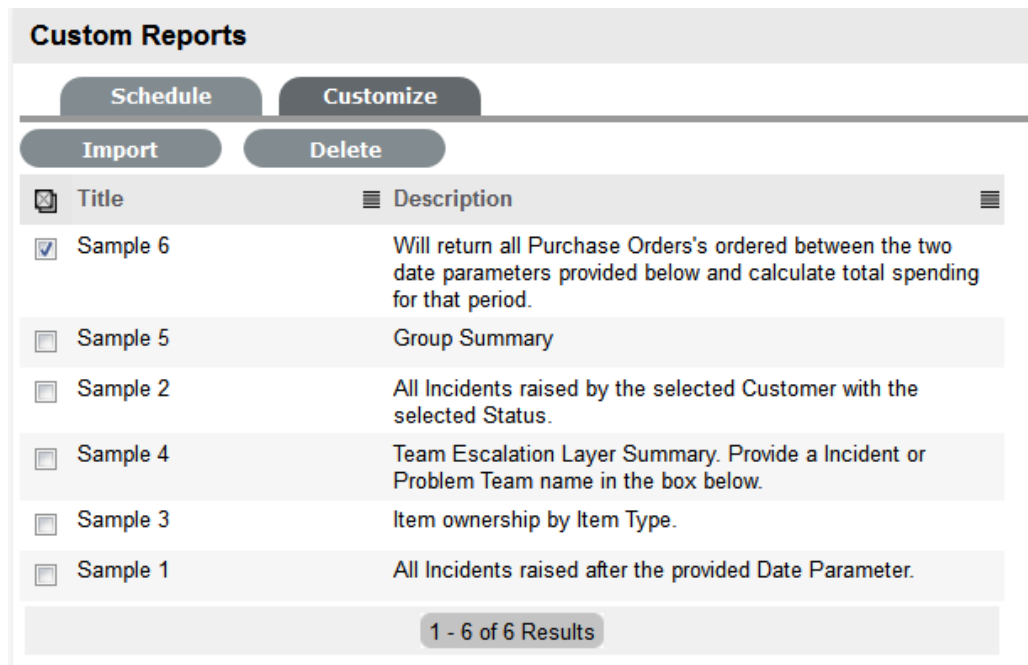 Custom Reports
Schedule Customize
Import Delete
Title Description
Sample 6 Will return all Purchase Orders's ordered between the two
date parameters provided below and calculate total spending
for that period.
Sample 5 Group Summary
Sample 2 All Incidents raised by the selected Customer with the
selected Status.
Sample 4 Team Escalation Layer Summary. Provide a Incident or
Problem Team name in the box below.
Sample 3 Item ownership by Item Type.
Sample 1 All Incidents raised after the provided Date Parameter.
1 - 6 of 6 Results